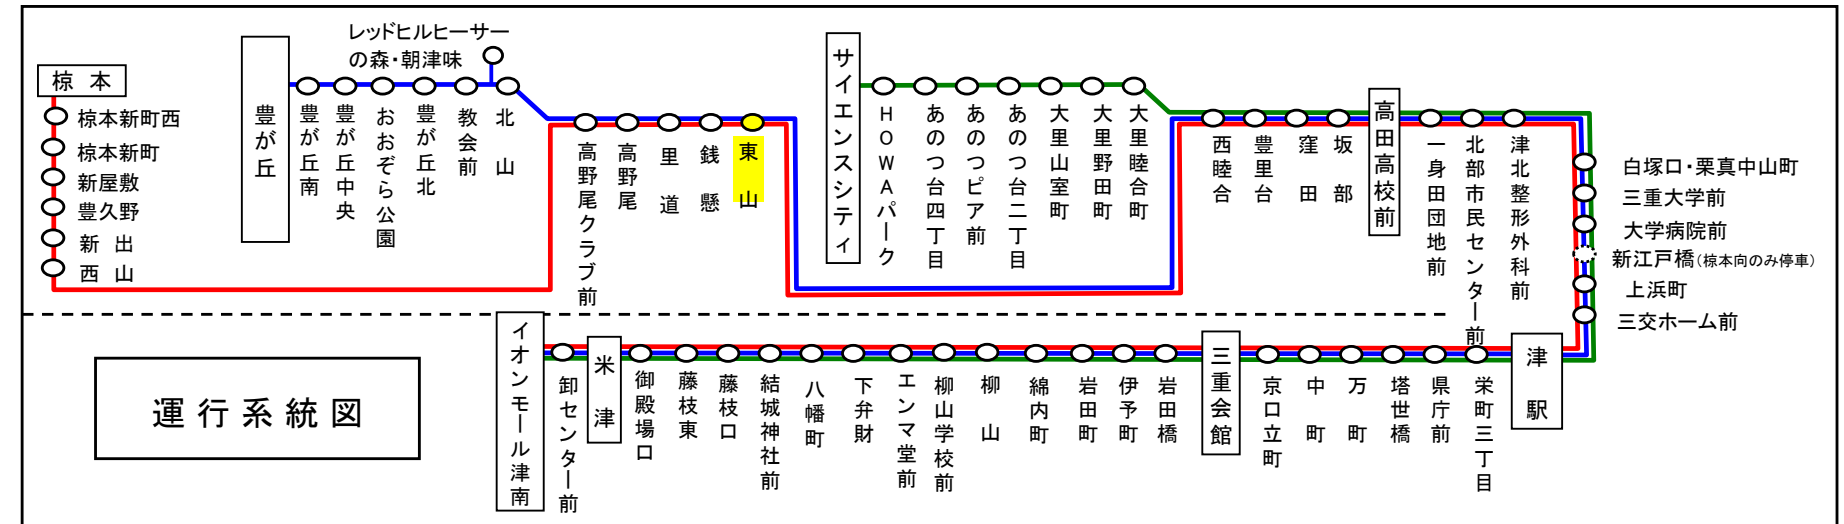 レッドヒルヒーサー
の森・朝津味
椋本
椋本新町西
椋本新町
新屋敷
豊久野
新出
西山
豊が丘
豊が丘南
豊が丘中央
おおぞら公園
豊が丘北
教会前
北山
高野尾クラブ前
高野尾
里道
銭懸
東山
サイエンスシティ
HOWAパーク
あのつ台四丁目
あのつピア前
あのつ台二丁目
大里山室町
大里野田町
大里睦合町
西睦合
豊里台
窪田
坂部
高田高校前
一身田団地前
北部市民センター前
津北整形外科前
白塚口・栗真中山町
三重大学前
大学病院前
新江戸橋(椋本向のみ停車)
上浜町
三交ホーム前
運行系統図
イオンモール津南
卸センター前
米津
御殿場口
藤枝東
藤枝口
結城神社前
八幡町
下弁財
エンマ堂前
柳山学校前
柳山
綿内町
岩田町
伊予町
岩田橋
三重会館
京口立町
中町
万町
塔世橋
県庁前
栄町三丁目
津駅